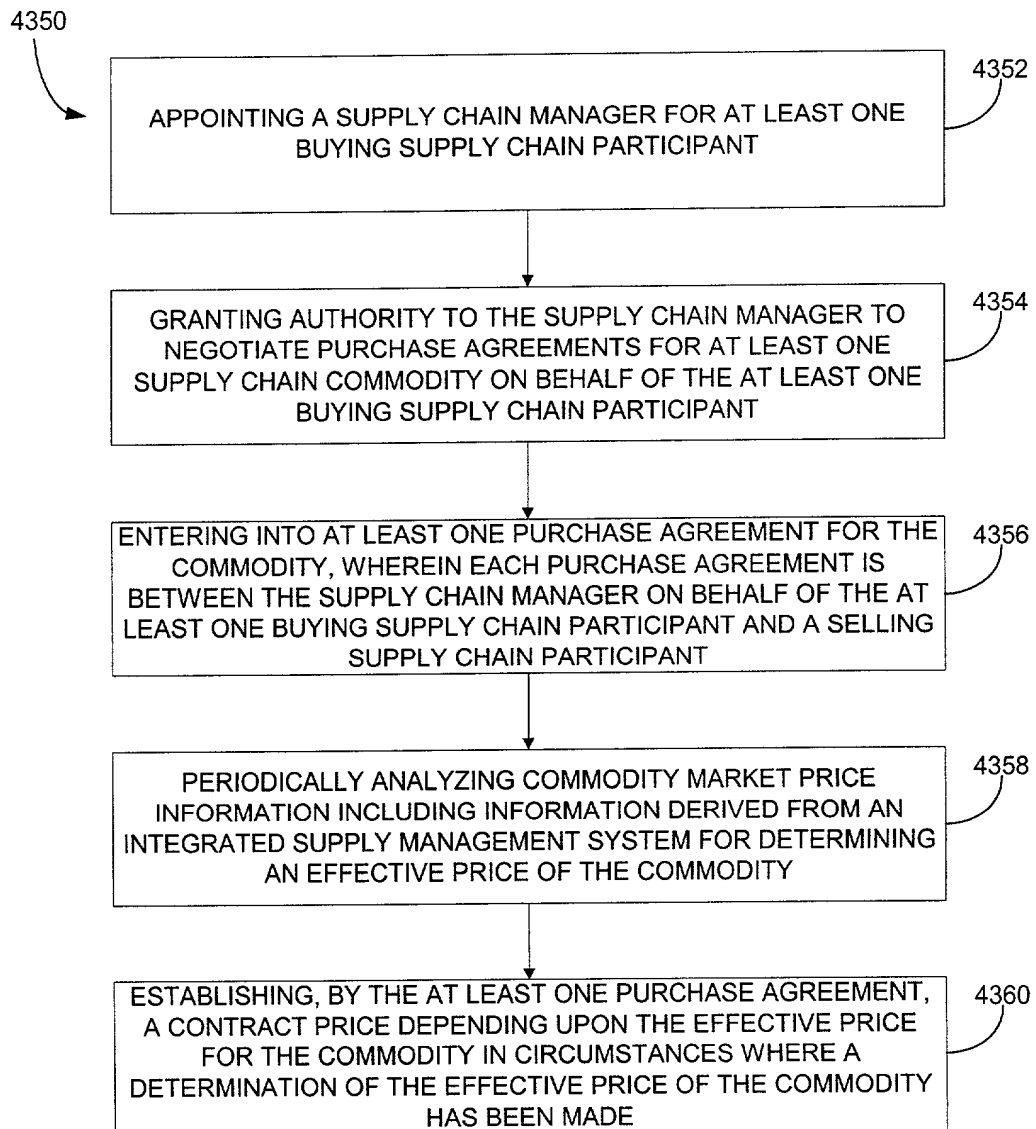 4350
4352
APPOINTING A SUPPLY CHAIN MANAGER FOR AT LEAST ONE
BUYING SUPPLY CHAIN PARTICIPANT
4354
GRANTING AUTHORITY TO THE SUPPLY CHAIN MANAGER TO
NEGOTIATE PURCHASE AGREEMENTS FOR AT LEAST ONE
SUPPLY CHAIN COMMODITY ON BEHALF OF THE AT LEAST ONE
BUYING SUPPLY CHAIN PARTICIPANT
4356
ENTERING INTO AT LEAST ONE PURCHASE AGREEMENT FOR THE
COMMODITY, WHEREIN EACH PURCHASE AGREEMENT IS
BETWEEN THE SUPPLY CHAIN MANAGER ON BEHALF OF THE AT
LEAST ONE BUYING SUPPLY CHAIN PARTICIPANT AND A SELLING
SUPPLY CHAIN PARTICIPANT
4358
PERIODICALLY ANALYZING COMMODITY MARKET PRICE
INFORMATION INCLUDING INFORMATION DERIVED FROM AN
INTEGRATED SUPPLY MANAGEMENT SYSTEM FOR DETERMINING
AN EFFECTIVE PRICE OF THE COMMODITY
4360
ESTABLISHING, BY THE AT LEAST ONE PURCHASE AGREEMENT,
A CONTRACT PRICE DEPENDING UPON THE EFFECTIVE PRICE
FOR THE COMMODITY IN CIRCUMSTANCES WHERE A
DETERMINATION OF THE EFFECTIVE PRICE OF THE COMMODITY
HAS BEEN MADE